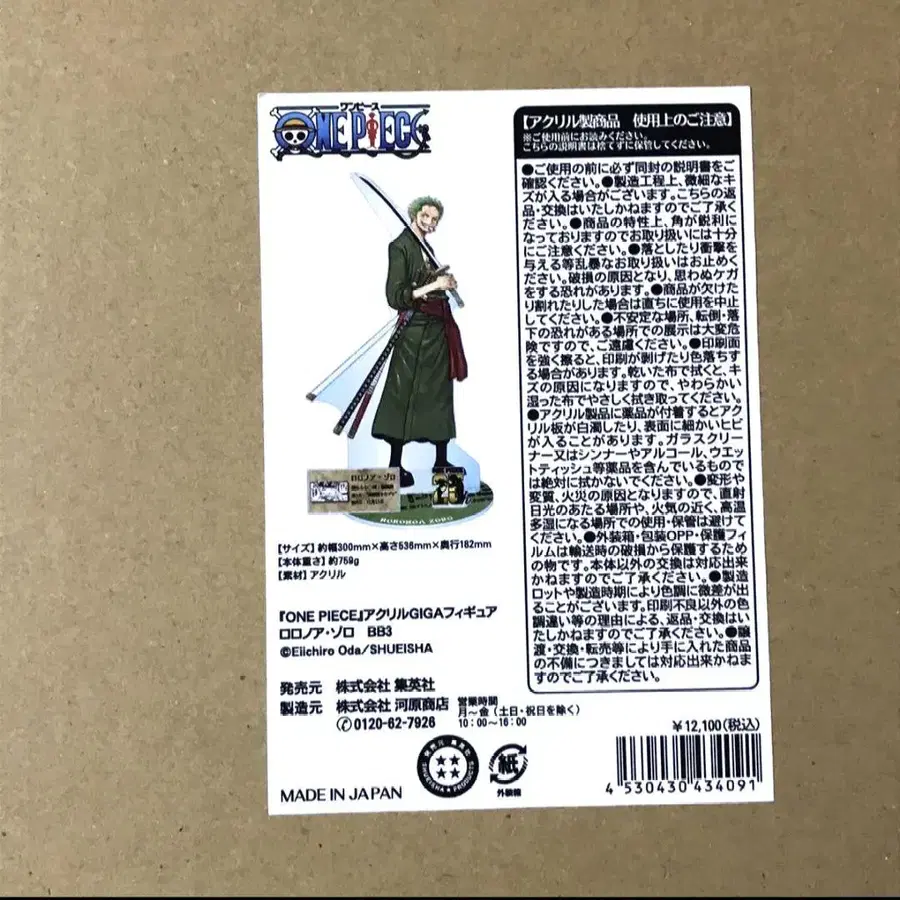 ワンピース
ONE PIECE
ロロノア・ゾロ
RORONOA ZORO
【サイズ】約幅300mm×高さ536mm×奥行182mm
【本体重さ】約759g
【素材】アクリル
『ONE PIECE』アクリルGIGAフィギュア
ロロノア・ゾロ BB3
©Eiichiro Oda/SHUEISHA
発売元 株式会社 集英社
製造元 株式会社 河原商店
0120-62-7926
営業時間
月~金(土日・祝日を除く)
10:00~16:00
MADE IN JAPAN
発売元 集英社
SHUEISHA PRODUCTS
紙
外装箱
【アクリル製商品 使用上のご注意】
※ご使用前にお読みください。
こちらの説明書は捨てずに保管してください。
●ご使用の前に必ず同封の説明書をご
確認ください。●製造工程上、微細なキ
ズが入る場合がございます。こちらの返
品・交換はいたしかねますのでご了承く
ださい。●商品の特性上、角が鋭利に
なっておりますのでお取り扱いには十分
にご注意ください。●落としたり衝撃を
与える等乱暴なお取り扱いはお止めく
ださい。破損の原因となり、思わぬケガ
をする恐れがあります。●商品が欠けた
り割れたりした場合は直ちに使用を中止
してください。●不安定な場所、転倒・落
下の恐れがある場所での展示は大変危
険ですので、ご遠慮ください。●印刷面
を強く擦ると、印刷が剥げたり色落ちす
る場合があります。乾いた布で拭くと、キ
ズの原因になりますので、やわらかい
湿った布でやさしく拭き取ってください。
●アクリル製品に薬品が付着するとアク
リル板が白濁したり、表面に細かいヒビ
が入ることがあります。ガラスクリー
ナー又はシンナーやアルコール、ウエッ
トティッシュ等薬品を含んでいるもので
は絶対に拭かないでください。●変形や
変質、火災の原因となりますので、直射
日光のあたる場所や、火気の近く、高温
多湿になる場所での使用・保管は避けて
ください。●外装箱・包装OPP・保護フィ
ルムは輸送時の破損から保護するため
の物です。本体以外の交換は対応出来
かねますのでご了承ください。●製造
ロットや製造時期により色調に微差が出
ることがございます。印刷不良以外の色
調違い等の理由による、返品・交換はい
たしかねますのでご了承ください。●譲
渡・交換・転売等により手に入れた商品
の不備につきましては対応出来かねま
すのでご了承ください。
¥12,100(税込)
4 530430 434091